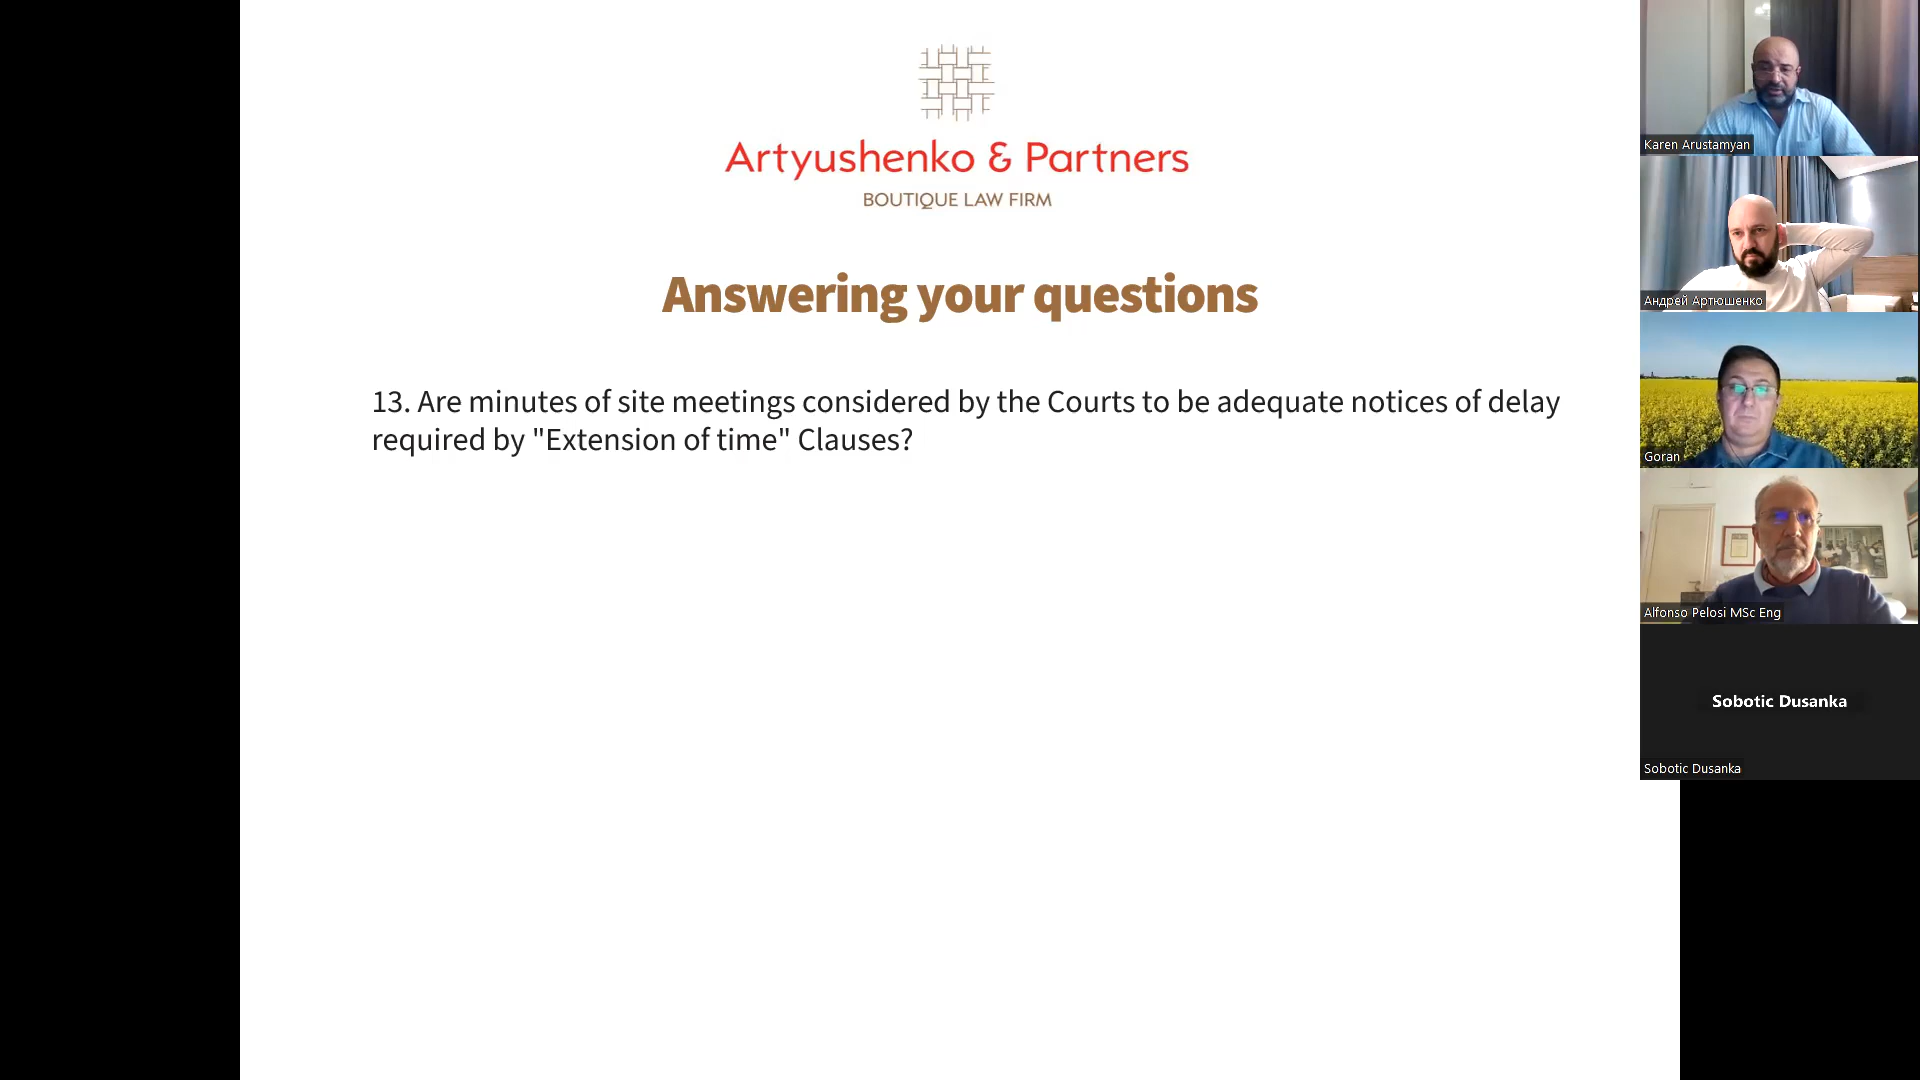 Artyushenko & Partners
BOUTIQUE LAW FIRM
Answering your questions
13. Are minutes of site meetings considered by the Courts to be adequate notices of delay
required by "Extension of time" Clauses?
Karen Arustamyan
Андрей Артюшенко
Goran
Alfonso Pelosi MSc Eng
Sobotic Dusanka
Sobotic Dusanka